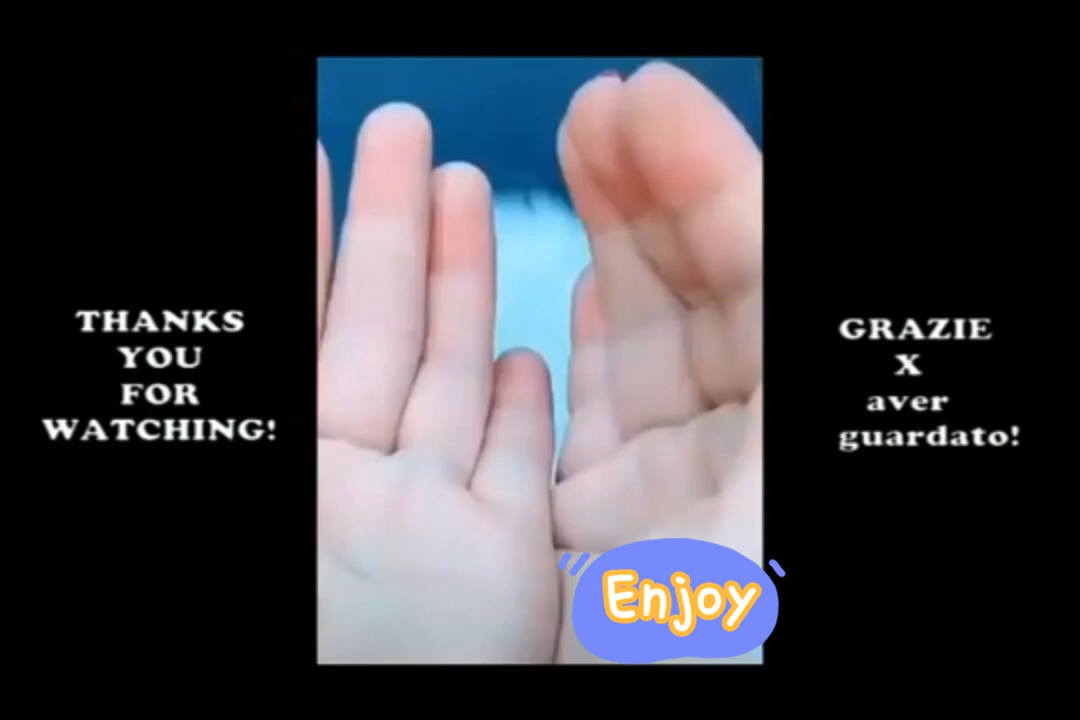 THANKS
YOU
FOR
WATCHING!
GRAZIE
X
aver
guardato!
Enjoy